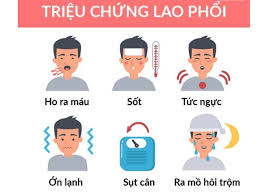 TRIỆU CHỨNG LAO PHỔI
Ho ra máu
Sốt
Tức ngực
Ớn lạnh
Sụt cân
Ra mồ hôi trộm